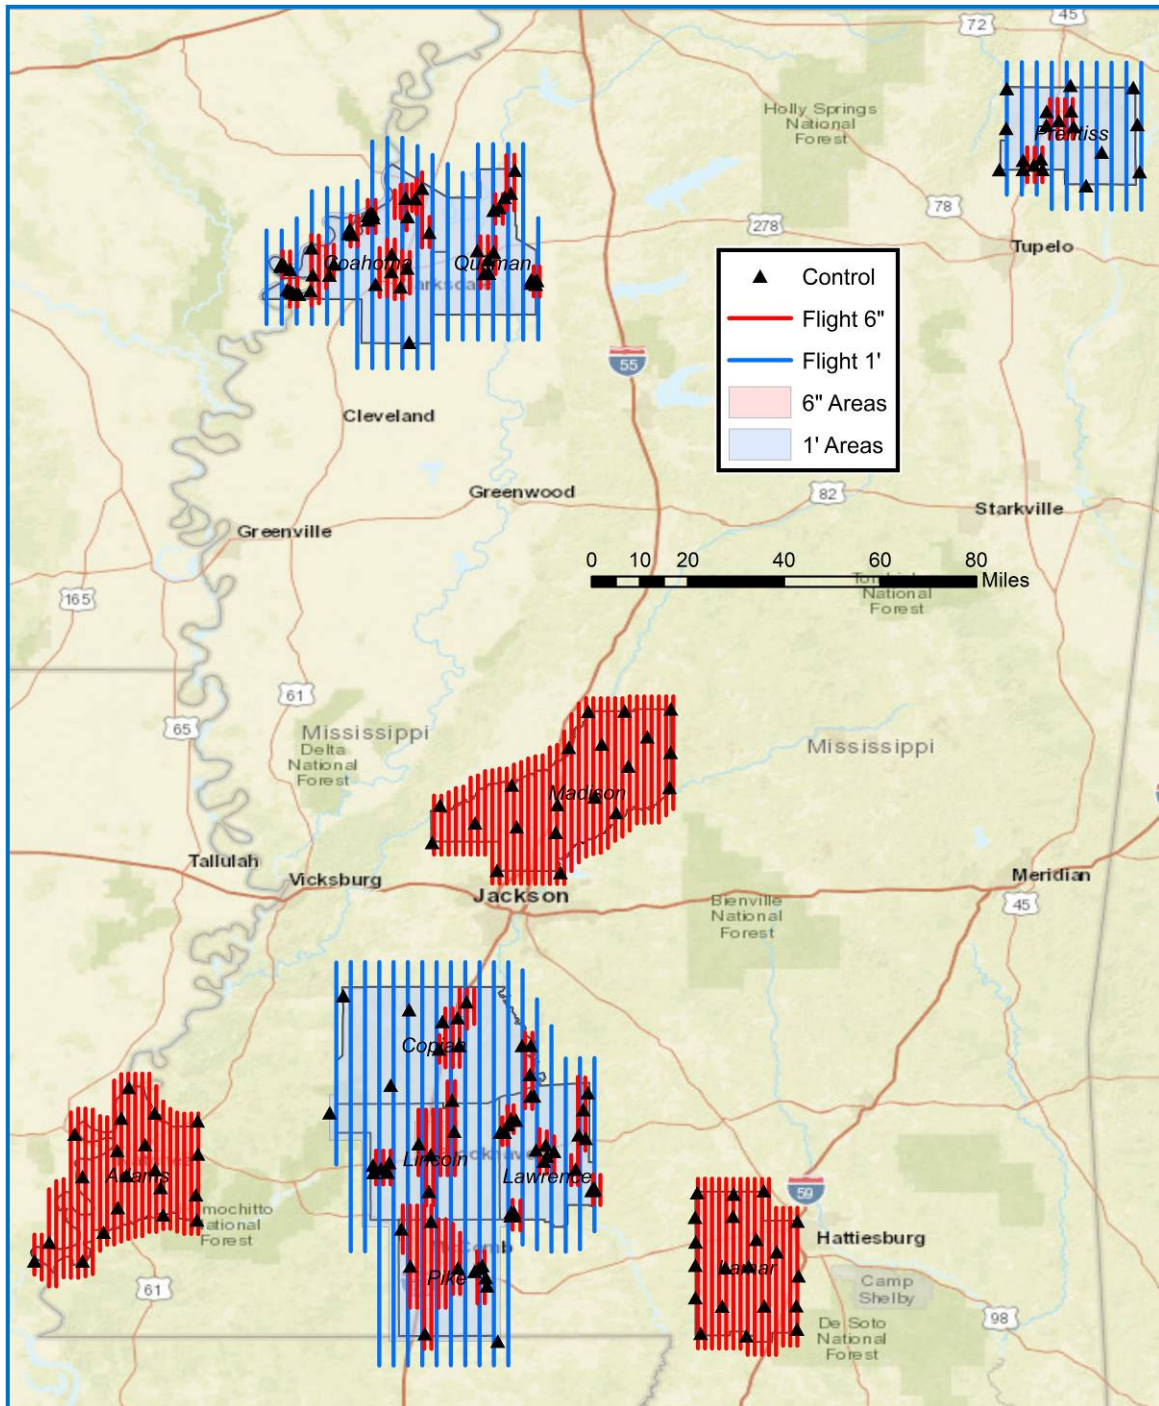 72
45
Holly Springs
National
Forest
Prentiss
78
278
Tupelo
Coahoma
Quitman
Control
Flight 6"
Flight 1'
6" Areas
1' Areas
55
Cleveland
Greenwood
82
Starkville
Greenville
0 10 20 40 60 80
Miles
National
Forest
165
61
65
Mississippi
Delta
National
Forest
Mississippi
Madison
Tallulah
Vicksburg
Jackson
Meridian
45
Bienville
National
Forest
Copiah
Lincoln
Lawrence
Adams
mochitto
National
Forest
59
Hattiesburg
McComb
Pike
Lamar
Camp
Shelby
61
98
De Soto
National
Forest